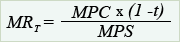 MR_T = MPC x (1 -t) / MPS